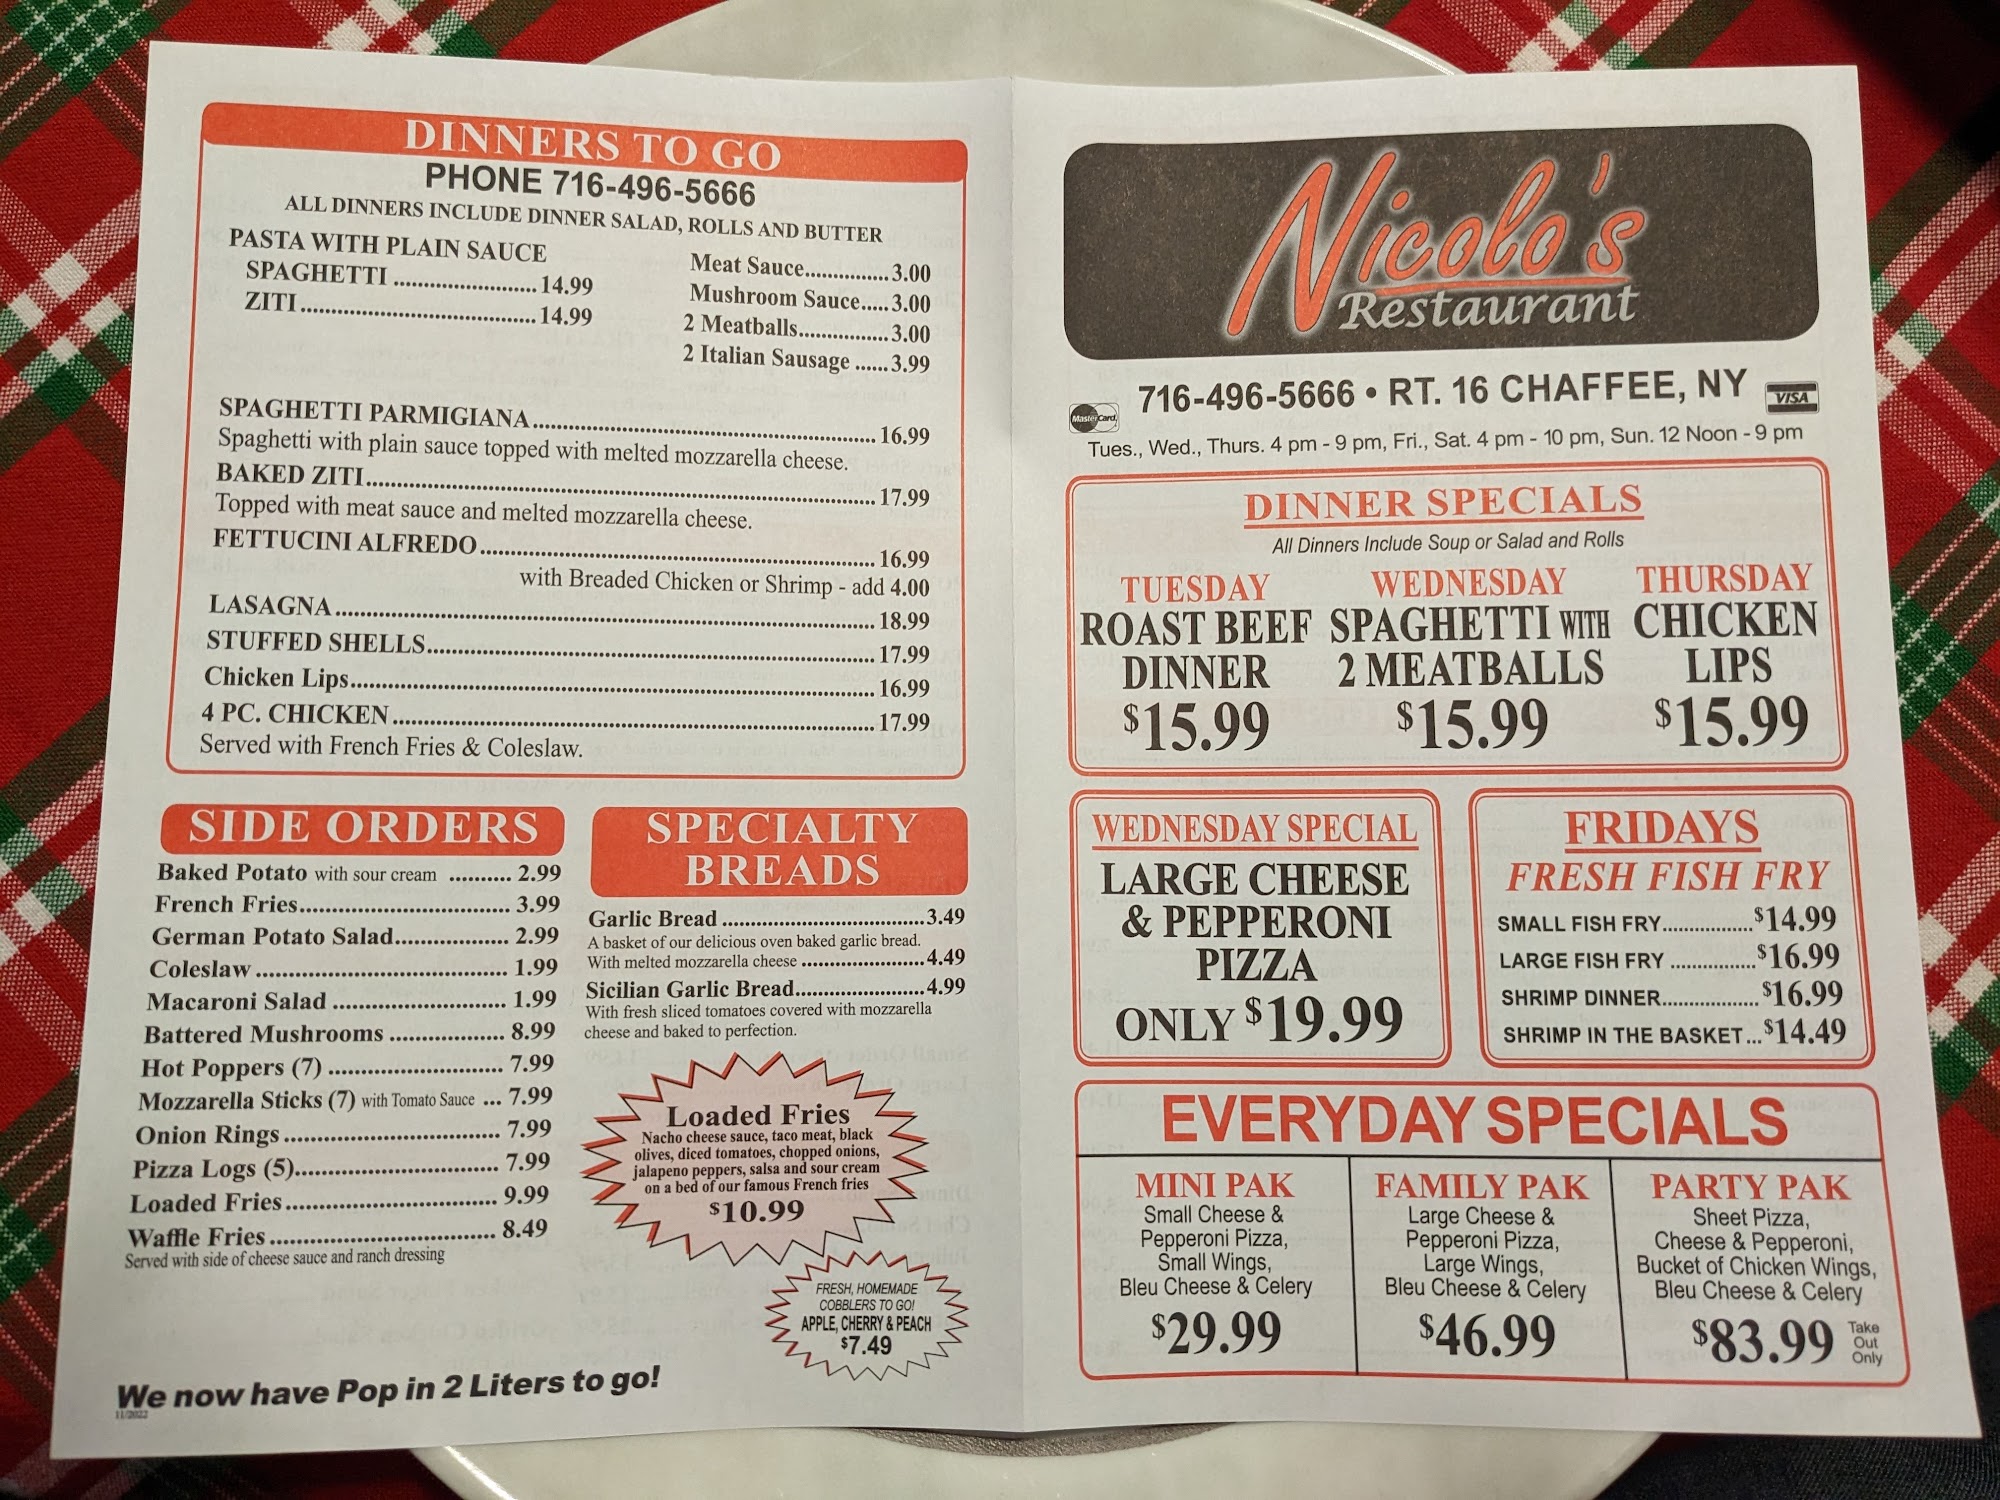 DINNERS TO GO
PHONE 716-496-5666
ALL DINNERS INCLUDE DINNER SALAD, ROLLS AND BUTTER
PASTA WITH PLAIN SAUCE
SPAGHETTI ........................ 14.99
ZITI ..................................... 14.99
Meat Sauce .............. 3.00
Mushroom Sauce ..... 3.00
2 Meatballs ............... 3.00
2 Italian Sausage ...... 3.99
SPAGHETTI PARMIGIANA ........................................ 16.99
Spaghetti with plain sauce topped with melted mozzarella cheese.
BAKED ZITI ........................................ 17.99
Topped with meat sauce and melted mozzarella cheese.
FETTUCINI ALFREDO ........................................ 16.99
with Breaded Chicken or Shrimp - add 4.00
LASAGNA ........................................ 18.99
STUFFED SHELLS ........................................ 17.99
Chicken Lips ........................................ 16.99
4 PC. CHICKEN ........................................ 17.99
Served with French Fries & Coleslaw.
SIDE ORDERS
Baked Potato with sour cream .......... 2.99
French Fries .................................. 3.99
German Potato Salad .................. 2.99
Coleslaw ........................................ 1.99
Macaroni Salad ............................ 1.99
Battered Mushrooms .................. 8.99
Hot Poppers (7) ............................ 7.99
Mozzarella Sticks (7) with Tomato Sauce ... 7.99
Onion Rings .................................. 7.99
Pizza Logs (5) ................................ 7.99
Loaded Fries .................................. 9.99
Waffle Fries .................................... 8.49
Served with side of cheese sauce and ranch dressing
SPECIALTY
BREADS
Garlic Bread ................................ 3.49
A basket of our delicious oven baked garlic bread.
With melted mozzarella cheese .................... 4.49
Sicilian Garlic Bread .................... 4.99
With fresh sliced tomatoes covered with mozzarella
cheese and baked to perfection.
Loaded Fries
Nacho cheese sauce, taco meat, black
olives, diced tomatoes, chopped onions,
jalapeno peppers, salsa and sour cream
on a bed of our famous French fries
$10.99
FRESH, HOMEMADE
COBBLERS TO GO!
APPLE, CHERRY & PEACH
$7.49
We now have Pop in 2 Liters to go!
11/2022
Nicolo's
Restaurant
716-496-5666 • RT. 16 CHAFFEE, NY
MasterCard
VISA
Tues., Wed., Thurs. 4 pm - 9 pm, Fri., Sat. 4 pm - 10 pm, Sun. 12 Noon - 9 pm
DINNER SPECIALS
All Dinners Include Soup or Salad and Rolls
TUESDAY
ROAST BEEF
DINNER
$15.99
WEDNESDAY
SPAGHETTI WITH
2 MEATBALLS
$15.99
THURSDAY
CHICKEN
LIPS
$15.99
WEDNESDAY SPECIAL
LARGE CHEESE
& PEPPERONI
PIZZA
ONLY $19.99
FRIDAYS
FRESH FISH FRY
SMALL FISH FRY ................. $14.99
LARGE FISH FRY ................ $16.99
SHRIMP DINNER .................. $16.99
SHRIMP IN THE BASKET ... $14.49
EVERYDAY SPECIALS
MINI PAK
Small Cheese &
Pepperoni Pizza,
Small Wings,
Bleu Cheese & Celery
$29.99
FAMILY PAK
Large Cheese &
Pepperoni Pizza,
Large Wings,
Bleu Cheese & Celery
$46.99
PARTY PAK
Sheet Pizza,
Cheese & Pepperoni,
Bucket of Chicken Wings,
Bleu Cheese & Celery
$83.99
Take
Out
Only